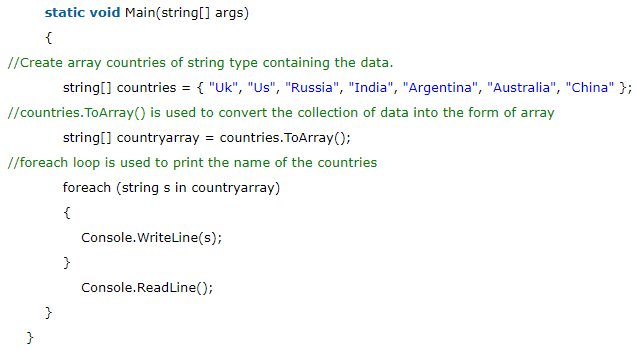 static void Main(string[] args)
{
//Create array countries of string type containing the data.
string[] countries = { "Uk", "Us", "Russia", "India", "Argentina", "Australia", "China" };
//countries.ToArray() is used to convert the collection of data into the form of array
string[] countryarray = countries.ToArray();
//foreach loop is used to print the name of the countries
foreach (string s in countryarray)
{
Console.WriteLine(s);
}
Console.ReadLine();
}
}